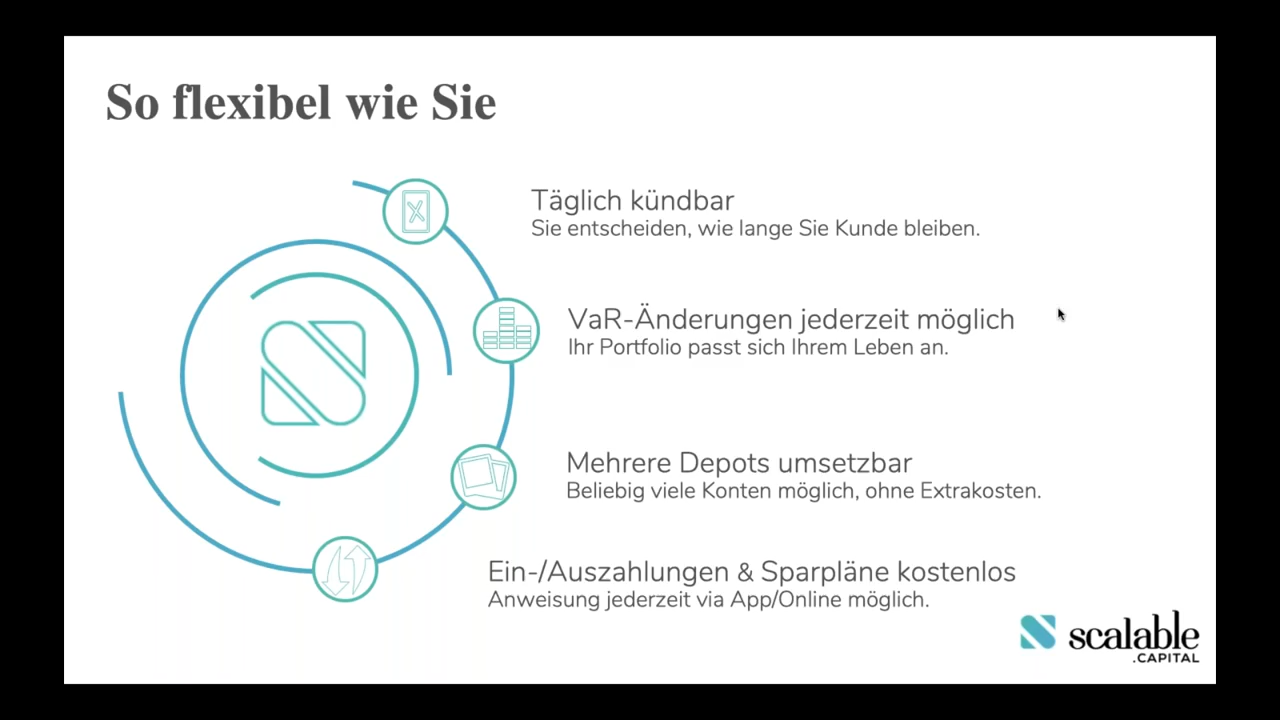 So flexibel wie Sie
Täglich kündbar
Sie entscheiden, wie lange Sie Kunde bleiben.
VaR-Änderungen jederzeit möglich
Ihr Portfolio passt sich Ihrem Leben an.
Mehrere Depots umsetzbar
Beliebig viele Konten möglich, ohne Extrakosten.
Ein-/Auszahlungen & Sparpläne kostenlos
Anweisung jederzeit via App/Online möglich.
scalable
.CAPITAL